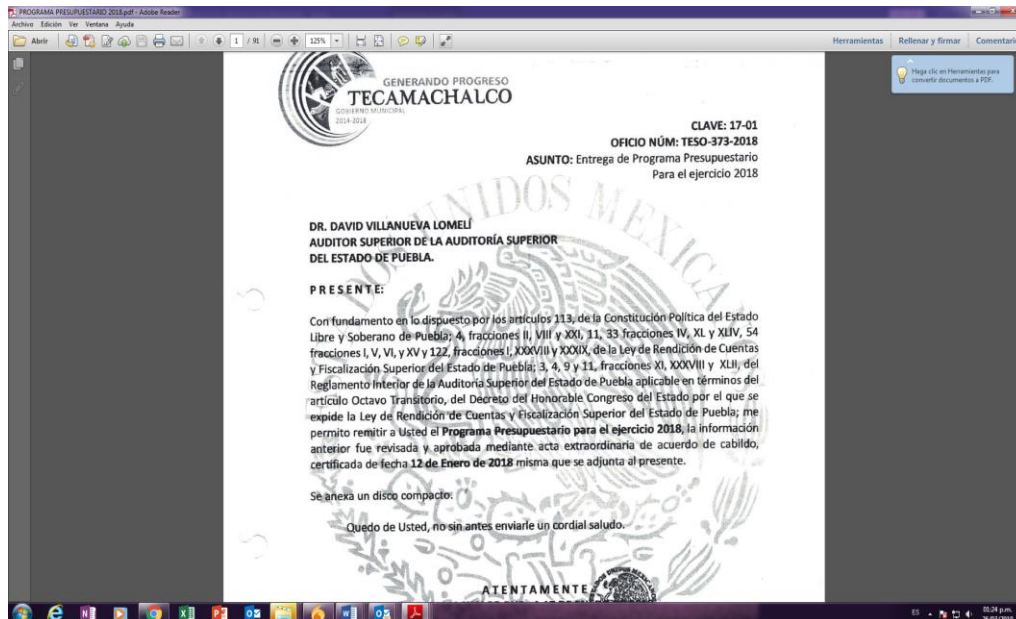 PROGRAMA PRESUPUESTARIO 2018.pdf - Adobe Reader
Archivo Edición Ver Ventana Ayuda
Abrir 1 / 91 125% Herramientas Rellenar y firmar Comentario
Haga clic en Herramientas para
convertir documentos a PDF.
GENERANDO PROGRESO
TECAMACHALCO
GOBIERNO MUNICIPAL
2014-2018
CLAVE: 17-01
OFICIO NÚM: TESO-373-2018
ASUNTO: Entrega de Programa Presupuestario
Para el ejercicio 2018
UNIDOS MEXICANOS
DR. DAVID VILLANUEVA LOMELÍ
AUDITOR SUPERIOR DE LA AUDITORÍA SUPERIOR
DEL ESTADO DE PUEBLA.
PRESENTE:
Con fundamento en lo dispuesto por los artículos 113, de la Constitución Política del Estado
Libre y Soberano de Puebla; 4, fracciones II, VIII y XXI, 11, 33 fracciones IV, XL y XLIV, 54
fracciones I, V, VI, y XV y 122, fracciones I, XXXVIII y XXXIX, de la Ley de Rendición de Cuentas
y Fiscalización Superior del Estado de Puebla; 3, 4, 9 y 11, fracciones XI, XXXVIII y XLII, del
Reglamento Interior de la Auditoría Superior del Estado de Puebla aplicable en términos del
artículo Octavo Transitorio, del Decreto del Honorable Congreso del Estado por el que se
expide la Ley de Rendición de Cuentas y Fiscalización Superior del Estado de Puebla; me
permito remitir a Usted el Programa Presupuestario para el ejercicio 2018, la información
anterior fue revisada y aprobada mediante acta extraordinaria de acuerdo de cabildo,
certificada de fecha 12 de Enero de 2018 misma que se adjunta al presente.
Se anexa un disco compacto.
Quedo de Usted, no sin antes enviarle un cordial saludo.
ATENTAMENTE
ES 01:24 p.m.